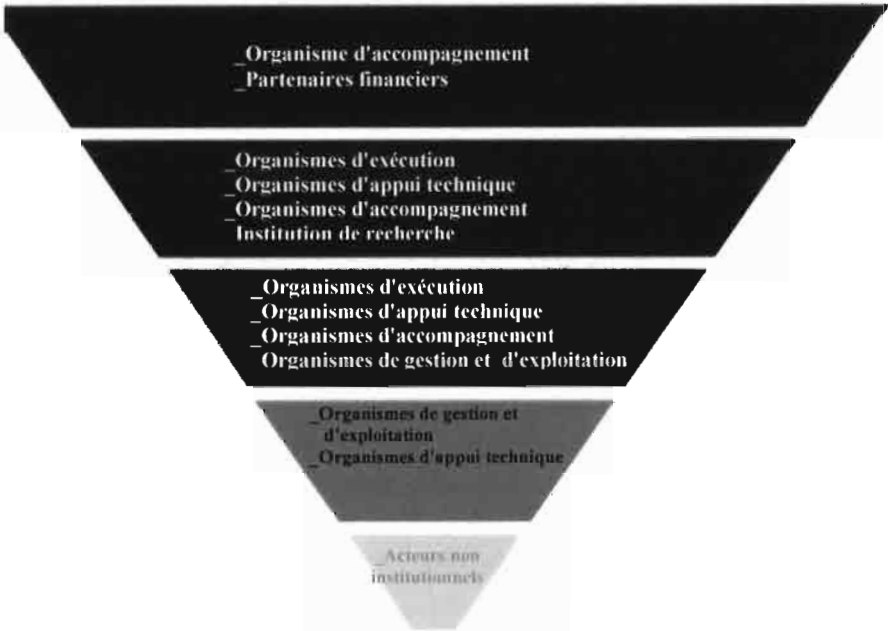 _Organisme d'accompagnement
_Partenaires financiers
_Organismes d'exécution
_Organismes d'appui technique
_Organismes d'accompagnement
Institution de recherche
_Organismes d'exécution
_Organismes d'appui technique
_Organismes d'accompagnement
Organismes de gestion et d'exploitation
_Organismes de gestion et
d'exploitation
_Organismes d'appui technique
_Acteurs non
institutionnels